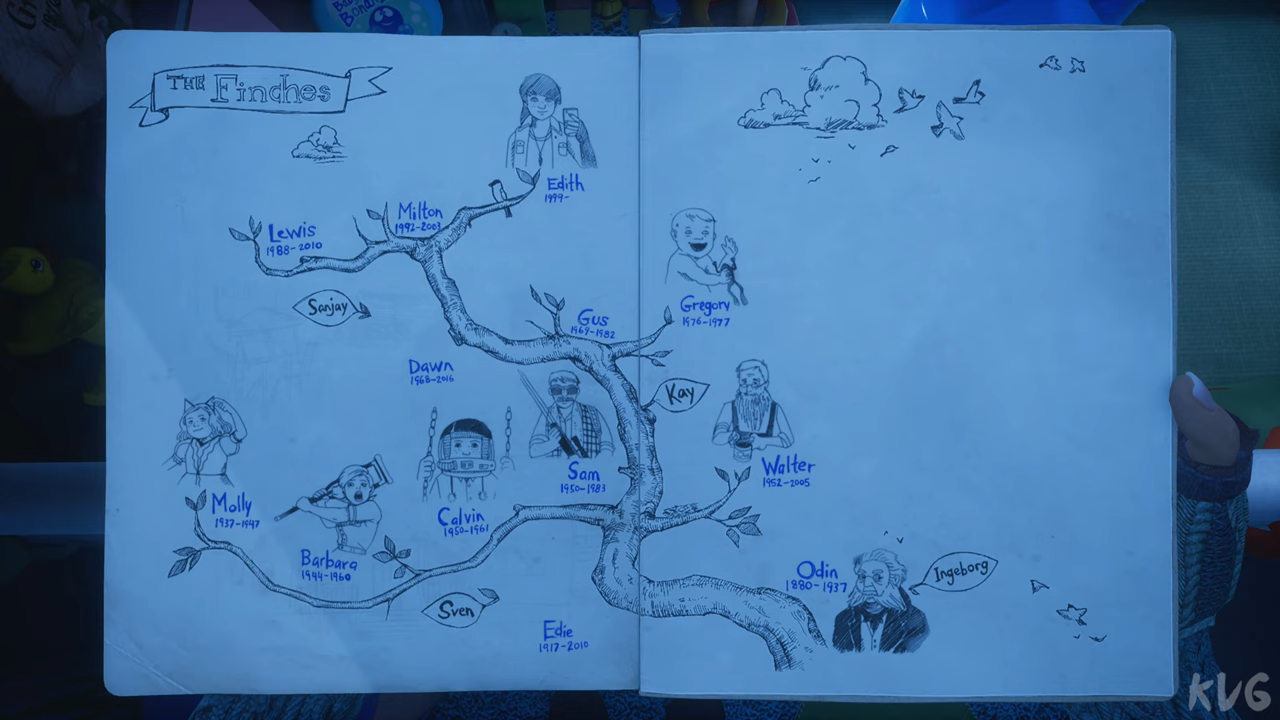 THE Finches
Edith
1999-
Milton
1992-2003
Lewis
1988-2010
Sanjay
Gregory
1976-1977
Gus
1969-1982
Dawn
1968-2016
Kay
Sam
1950-1983
Walter
1952-2005
Molly
1937-1947
Calvin
1950-1961
Barbara
1944-1960
Sven
Odin
1880-1937
Ingeborg
Edie
1917-2010
KVG